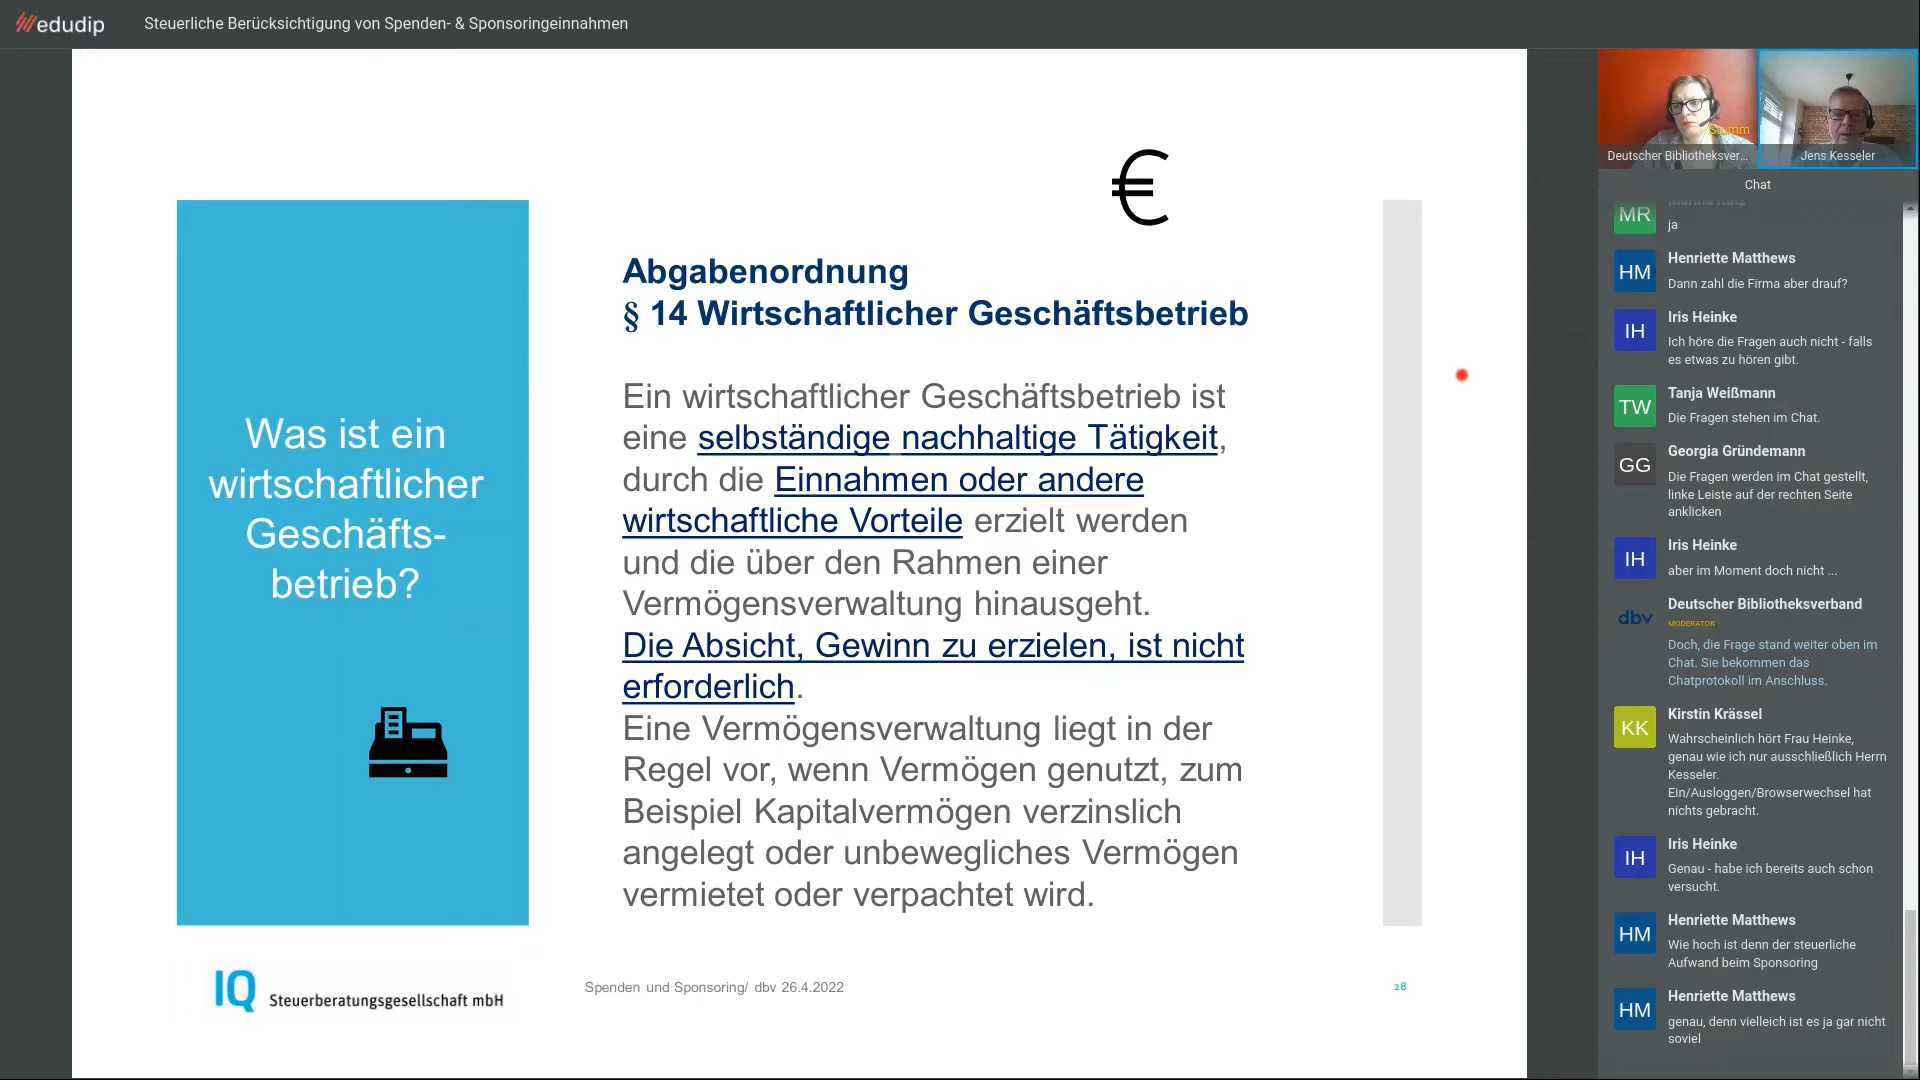 edudip
Steuerliche Berücksichtigung von Spenden- & Sponsoringeinnahmen
Was ist ein
wirtschaftlicher
Geschäfts-
betrieb?
€
Abgabenordnung
§ 14 Wirtschaftlicher Geschäftsbetrieb
Ein wirtschaftlicher Geschäftsbetrieb ist
eine selbständige nachhaltige Tätigkeit,
durch die Einnahmen oder andere
wirtschaftliche Vorteile erzielt werden
und die über den Rahmen einer
Vermögensverwaltung hinausgeht.
Die Absicht, Gewinn zu erzielen, ist nicht
erforderlich.
Eine Vermögensverwaltung liegt in der
Regel vor, wenn Vermögen genutzt, zum
Beispiel Kapitalvermögen verzinslich
angelegt oder unbewegliches Vermögen
vermietet oder verpachtet wird.
IQ Steuerberatungsgesellschaft mbH
Spenden und Sponsoring/ dbv 26.4.2022
28
Deutscher Bibliotheksver...
Jens Kesseler
Chat
MR
ja
HM
Henriette Matthews
Dann zahl die Firma aber drauf?
IH
Iris Heinke
Ich höre die Fragen auch nicht - falls
es etwas zu hören gibt.
TW
Tanja Weißmann
Die Fragen stehen im Chat.
GG
Georgia Gründemann
Die Fragen werden im Chat gestellt,
linke Leiste auf der rechten Seite
anklicken
IH
Iris Heinke
aber im Moment doch nicht ...
dbv
Deutscher Bibliotheksverband
MODERATOR
Doch, die Frage stand weiter oben im
Chat. Sie bekommen das
Chatprotokoll im Anschluss.
KK
Kirstin Krässel
Wahrscheinlich hört Frau Heinke,
genau wie ich nur ausschließlich Herrn
Kesseler.
Ein/Ausloggen/Browserwechsel hat
nichts gebracht.
IH
Iris Heinke
Genau - habe ich bereits auch schon
versucht.
HM
Henriette Matthews
Wie hoch ist denn der steuerliche
Aufwand beim Sponsoring
HM
Henriette Matthews
genau, denn vielleich ist es ja gar nicht
soviel